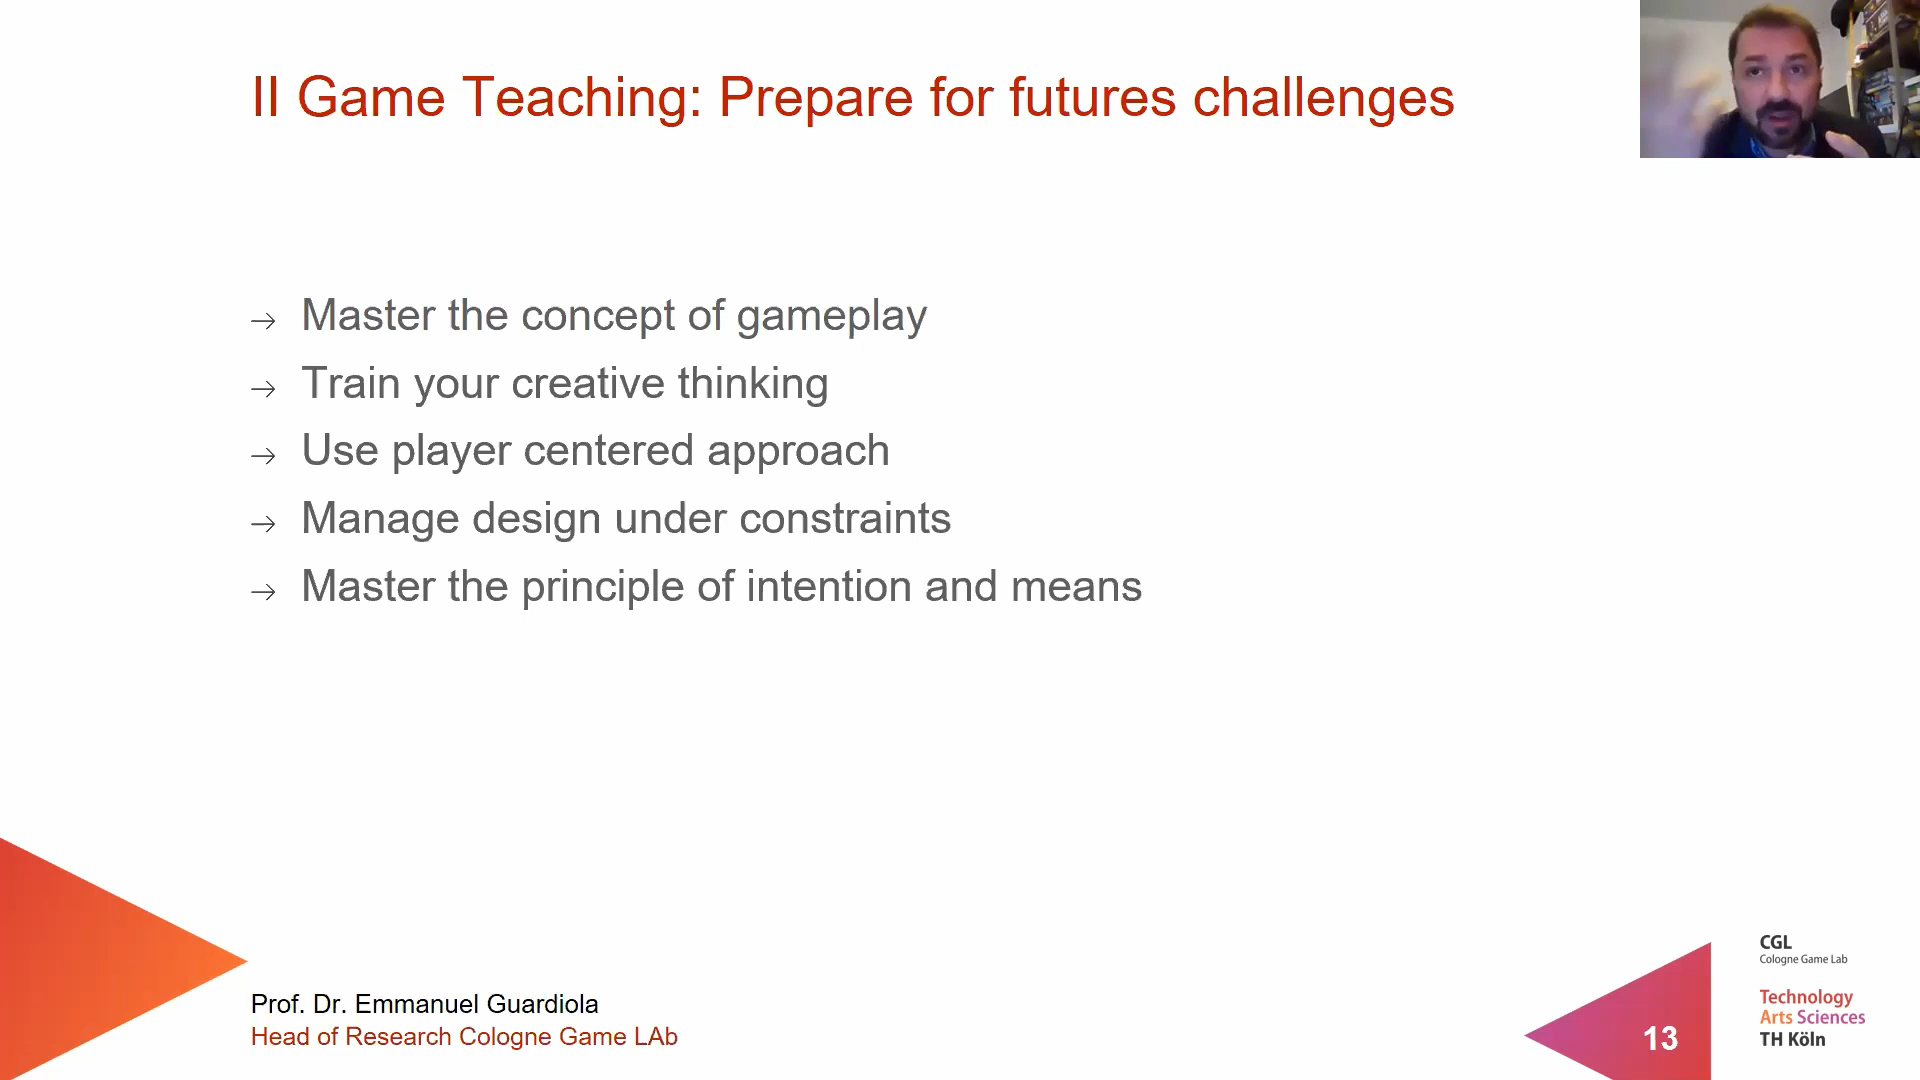 II Game Teaching: Prepare for futures challenges
→ Master the concept of gameplay
→ Train your creative thinking
→ Use player centered approach
→ Manage design under constraints
→ Master the principle of intention and means
Prof. Dr. Emmanuel Guardiola
Head of Research Cologne Game LAb
13
CGL
Cologne Game Lab
Technology
Arts Sciences
TH Köln